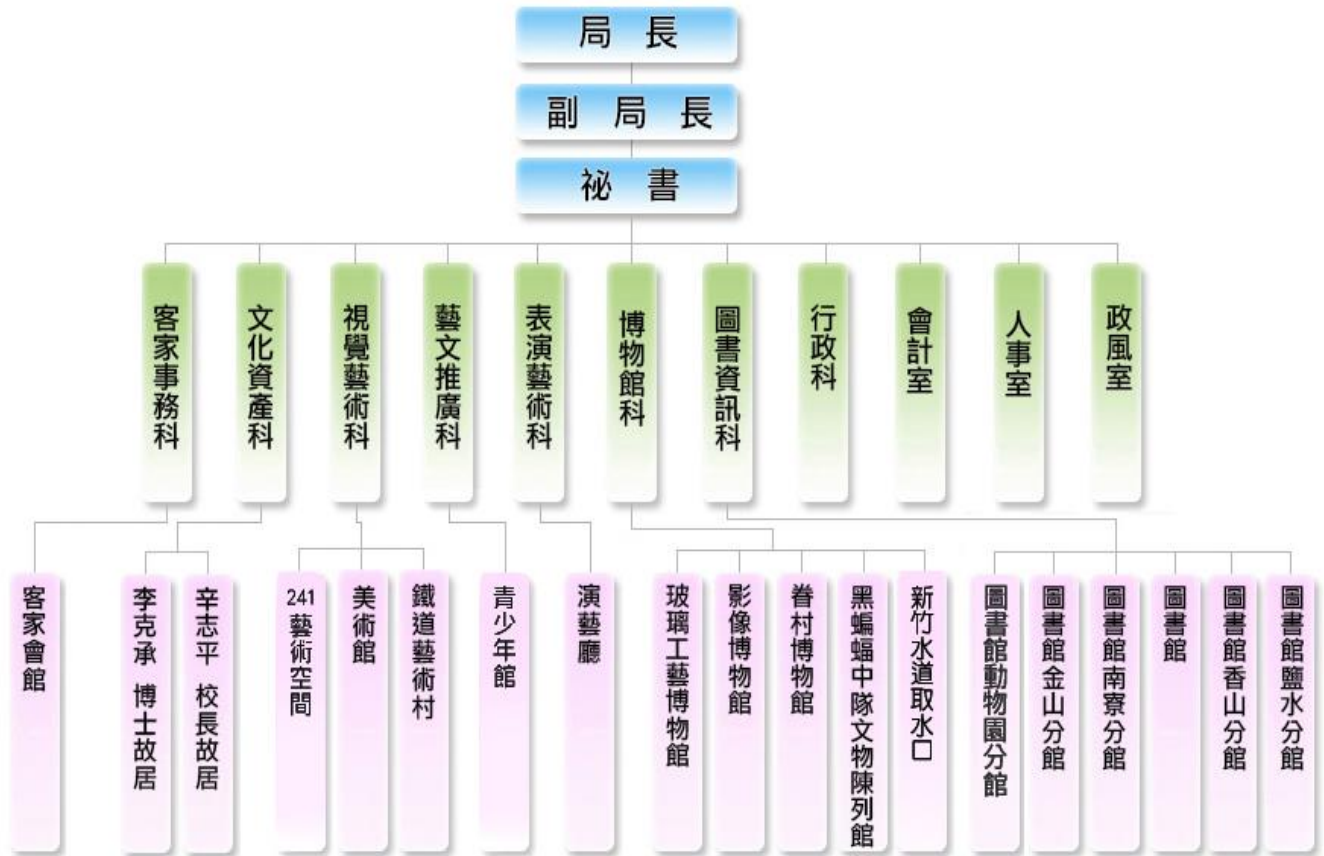 局 長
副 局 長
祕 書
客家事務科
文化資產科
視覺藝術科
藝文推廣科
表演藝術科
博物館科
圖書資訊科
行政科
會計室
人事室
政風室
客家會館
李克承 博士故居
辛志平 校長故居
241藝術空間
美術館
鐵道藝術村
青少年館
演藝廳
玻璃工藝博物館
影像博物館
眷村博物館
黑蝙蝠中隊文物陳列館
新竹水道取水口
圖書館動物園分館
圖書館金山分館
圖書館南寮分館
圖書館
圖書館香山分館
圖書館鹽水分館